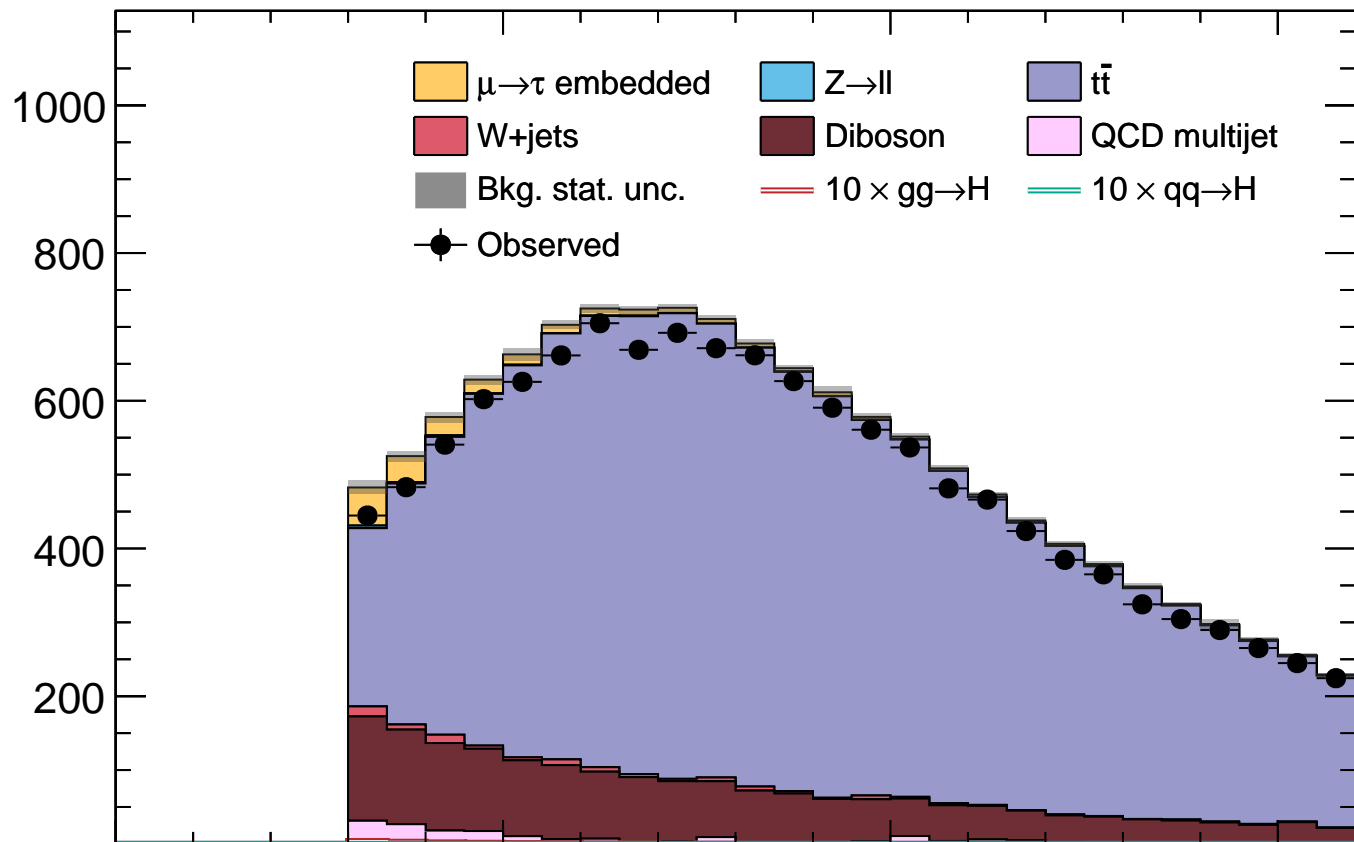 1000
μ→τ embedded Z→ll tt̄
W+jets Diboson QCD multijet
Bkg. stat. unc. 10 × gg→H 10 × qq→H
Observed
800
600
400
200